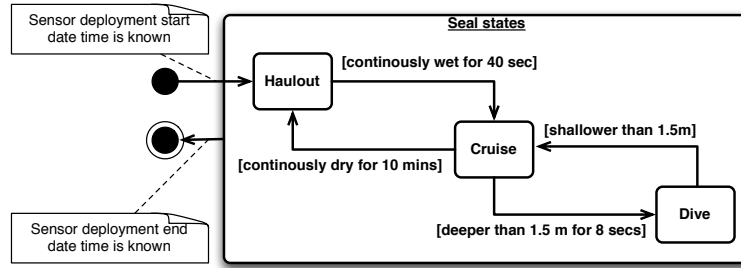 Sensor deployment start
date time is known
Seal states
[continously wet for 40 sec]
Haulout
[shallower than 1.5m]
Cruise
[continously dry for 10 mins]
Dive
[deeper than 1.5 m for 8 secs]
Sensor deployment end
date time is known